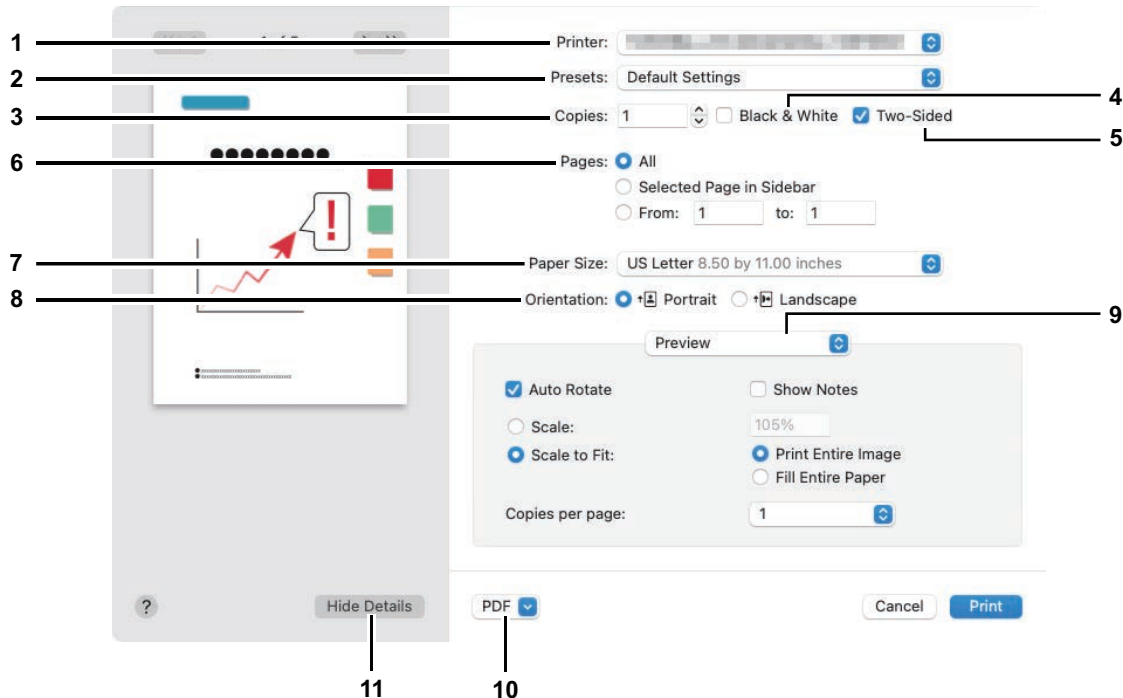 1 Printer:
2 Presets: Default Settings
3 Copies: 1 Black & White Two-Sided 4
5
6 Pages: All
Selected Page in Sidebar
From: 1 to: 1
7 Paper Size: US Letter 8.50 by 11.00 inches
8 Orientation: Portrait Landscape
9
Preview
Auto Rotate Show Notes
Scale: 105%
Scale to Fit: Print Entire Image
Fill Entire Paper
Copies per page: 1
? Hide Details PDF Cancel Print
11 10
!